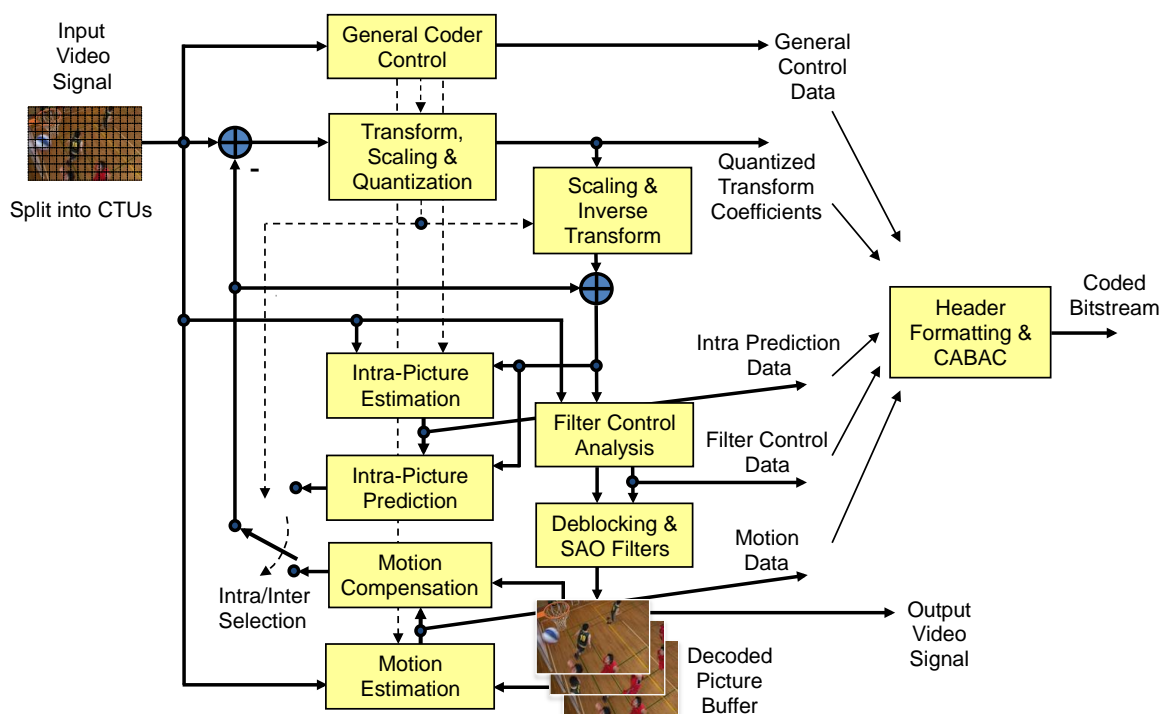 Input
Video
Signal
Split into CTUs
General Coder
Control
General
Control
Data
Transform,
Scaling &
Quantization
-
Quantized
Transform
Coefficients
Scaling &
Inverse
Transform
Header
Formatting &
CABAC
Coded
Bitstream
Intra-Picture
Estimation
Intra Prediction
Data
Filter Control
Analysis
Filter Control
Data
Intra-Picture
Prediction
Deblocking &
SAO Filters
Motion
Data
Motion
Compensation
Intra/Inter
Selection
Motion
Estimation
Decoded
Picture
Buffer
Output
Video
Signal